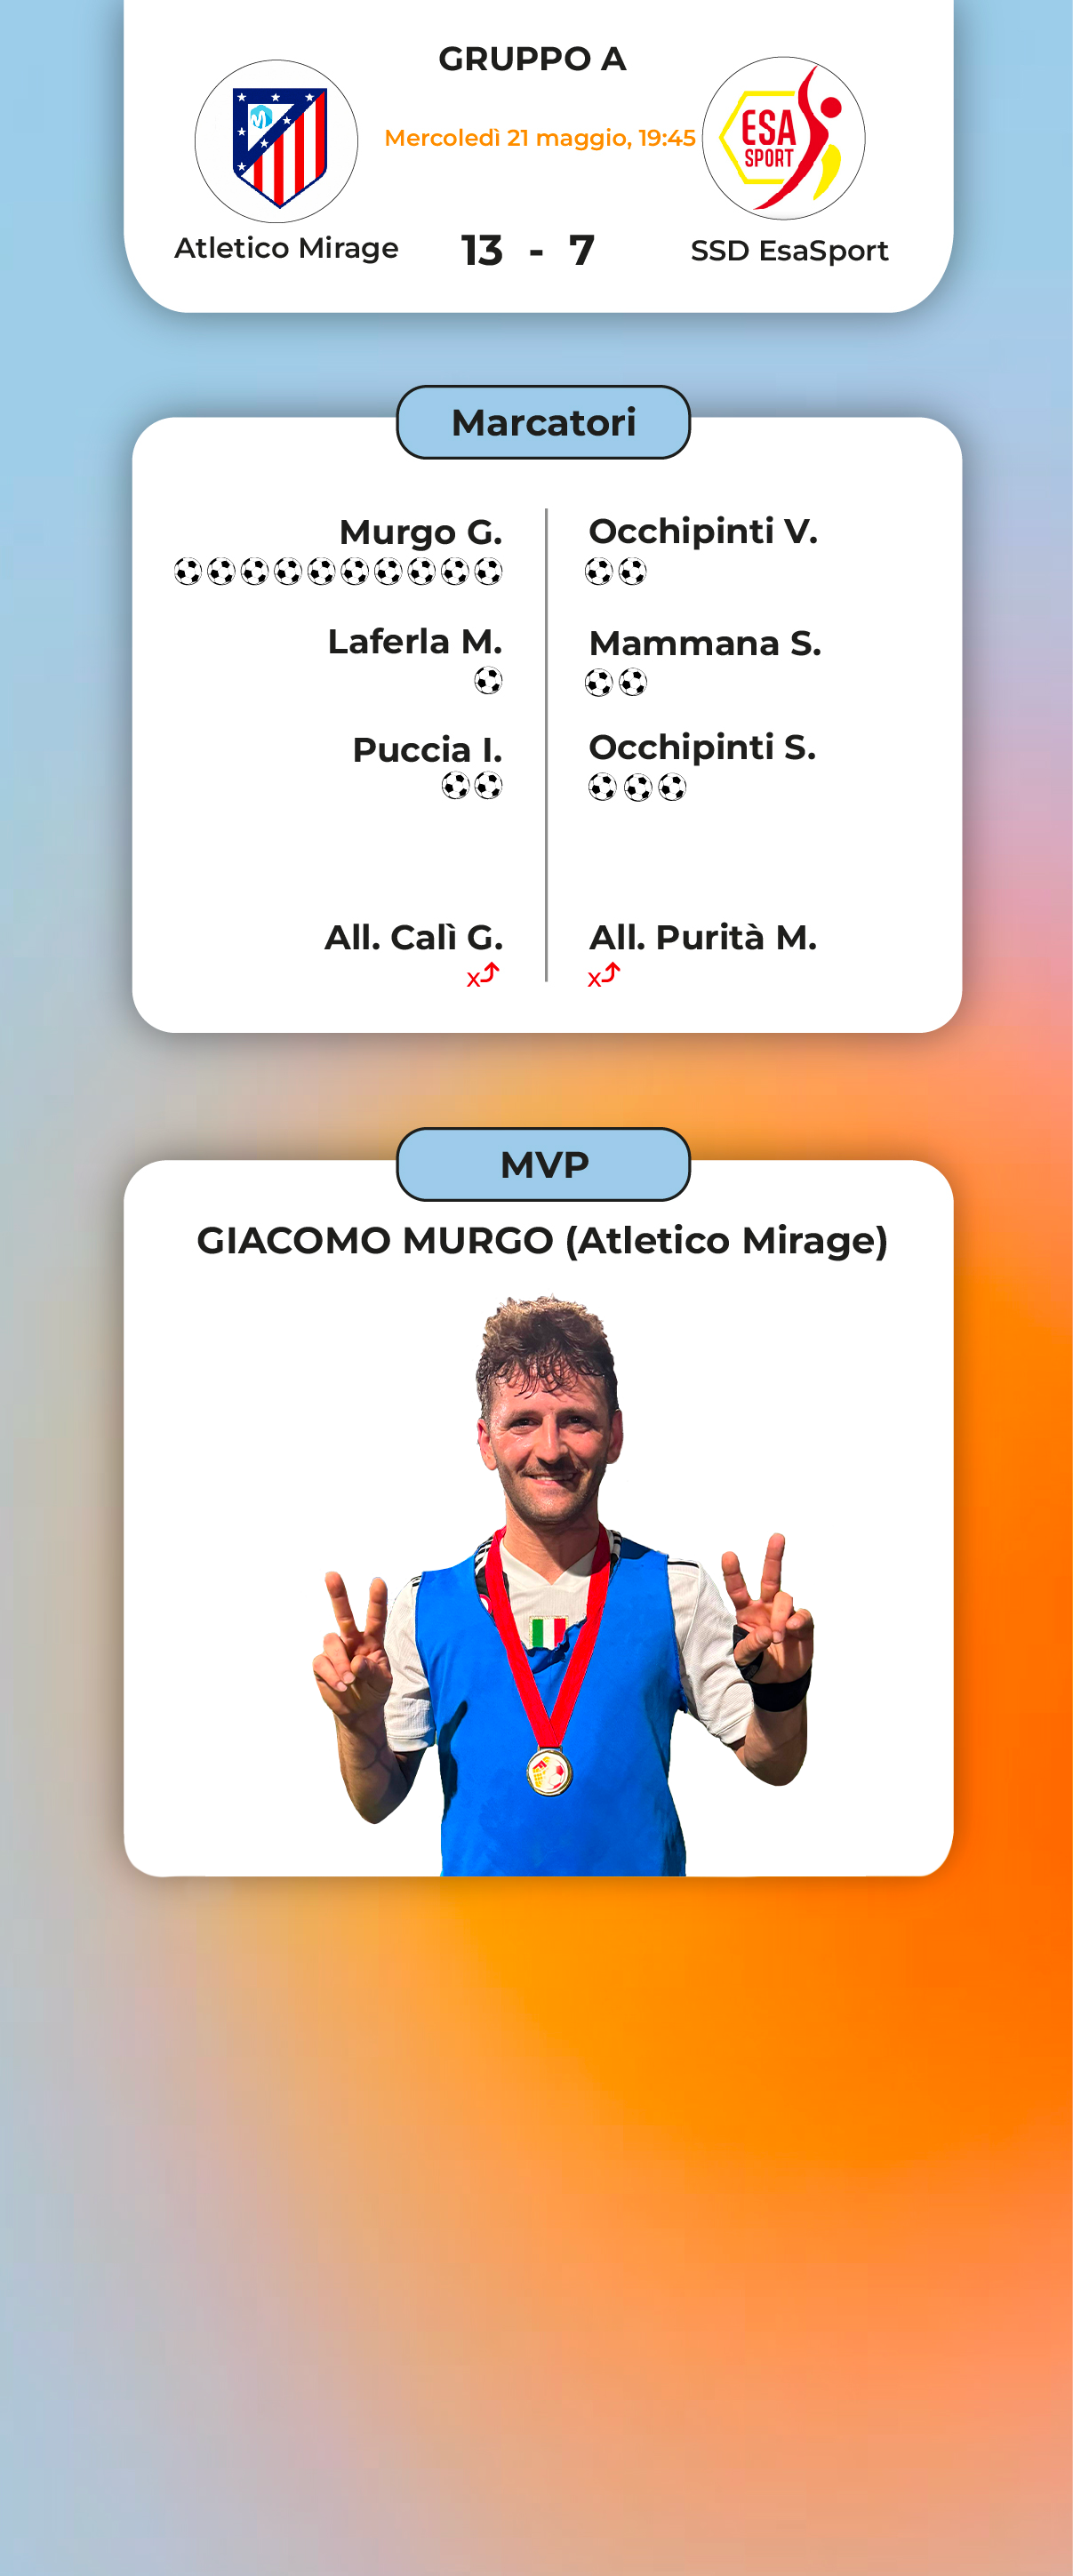 GRUPPO A
Mercoledì 21 maggio, 19:45
ESA
SPORT
Atletico Mirage
13 - 7
SSD EsaSport
Marcatori
Murgo G.
Occhipinti V.
Laferla M.
Mammana S.
Puccia I.
Occhipinti S.
All. Calì G.
All. Purità M.
x
x
MVP
GIACOMO MURGO (Atletico Mirage)